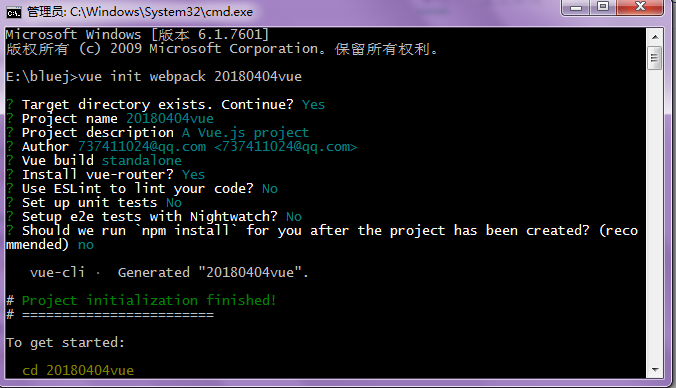 管理员: C:\Windows\System32\cmd.exe
Microsoft Windows [版本 6.1.7601]
版权所有 (c) 2009 Microsoft Corporation。保留所有权利。
E:\bluej>vue init webpack 20180404vue
? Target directory exists. Continue? Yes
? Project name 20180404vue
? Project description A Vue.js project
? Author 737411024@qq.com <737411024@qq.com>
? Vue build standalone
? Install vue-router? Yes
? Use ESLint to lint your code? No
? Set up unit tests No
? Setup e2e tests with Nightwatch? No
? Should we run `npm install` for you after the project has been created? (reco
mmended) no
vue-cli · Generated "20180404vue".
# Project initialization finished!
# ========================
To get started:
cd 20180404vue